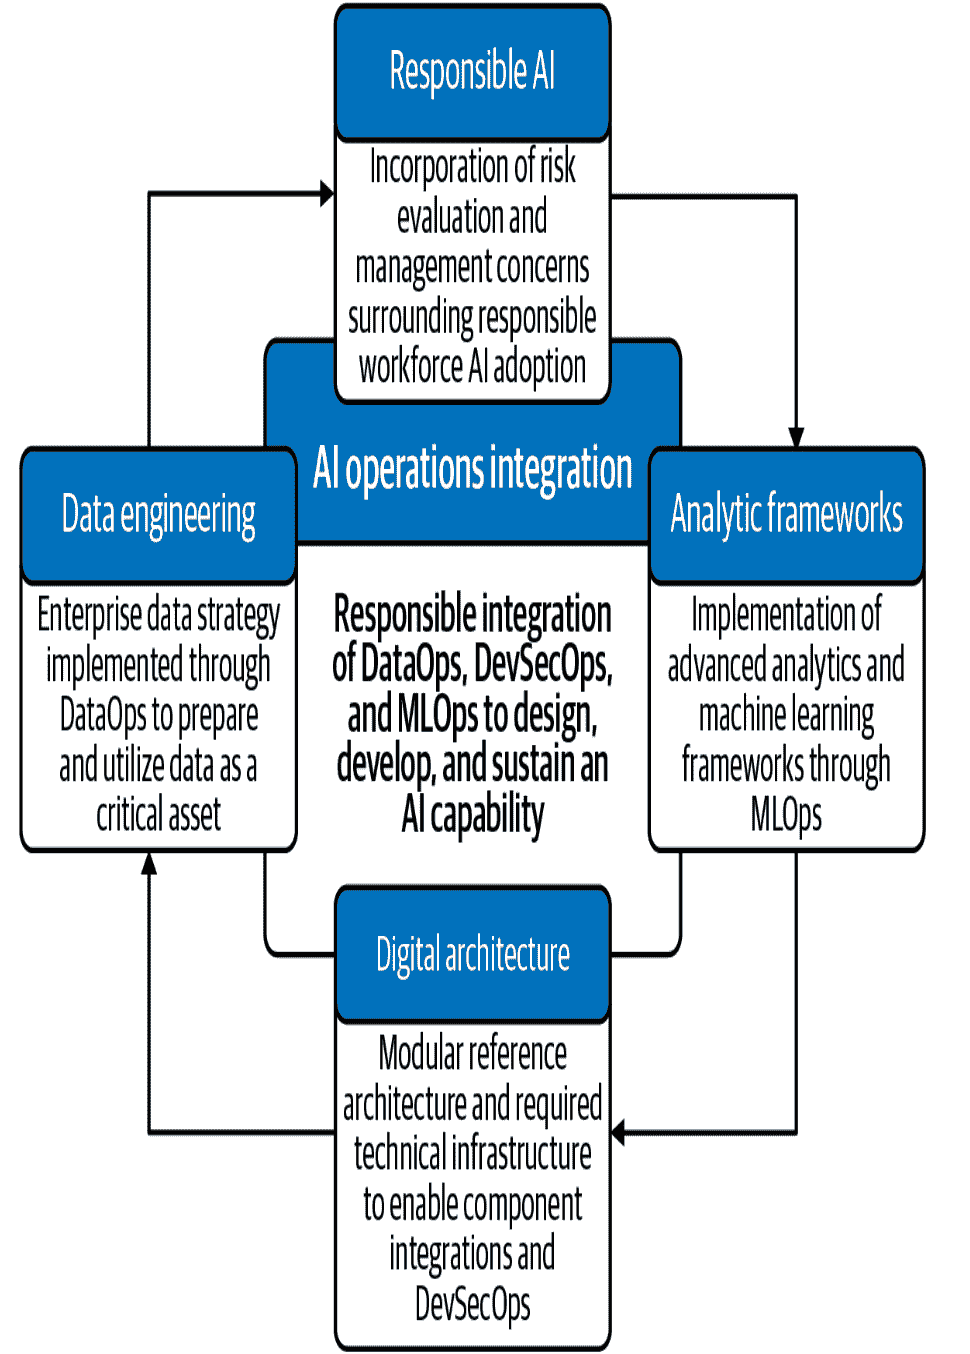 Responsible AI
Incorporation of risk
evaluation and
management concerns
surrounding responsible
workforce AI adoption
AI operations integration
Responsible integration
of DataOps, DevSecOps,
and MLOps to design,
develop, and sustain an
AI capability
Data engineering
Enterprise data strategy
implemented through
DataOps to prepare
and utilize data as a
critical asset
Analytic frameworks
Implementation of
advanced analytics and
machine learning
frameworks through
MLOps
Digital architecture
Modular reference
architecture and required
technical infrastructure
to enable component
integrations and
DevSecOps